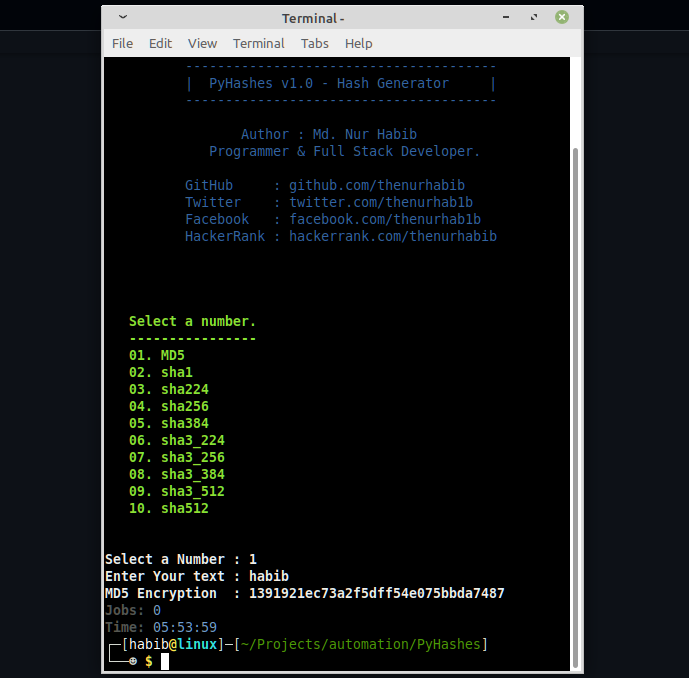 Terminal -
File Edit View Terminal Tabs Help
---------------------------------------
| PyHashes v1.0 - Hash Generator |
---------------------------------------
Author : Md. Nur Habib
Programmer & Full Stack Developer.
GitHub : github.com/thenurhabib
Twitter : twitter.com/thenurhab1b
Facebook : facebook.com/thenurhab1b
HackerRank : hackerrank.com/thenurhabib
Select a number.
----------------
01. MD5
02. sha1
03. sha224
04. sha256
05. sha384
06. sha3_224
07. sha3_256
08. sha3_384
09. sha3_512
10. sha512
Select a Number : 1
Enter Your text : habib
MD5 Encryption : 1391921ec73a2f5dff54e075bbda7487
Jobs: 0
Time: 05:53:59
┌─[habib@linux]─[~/Projects/automation/PyHashes]
└──☻ $